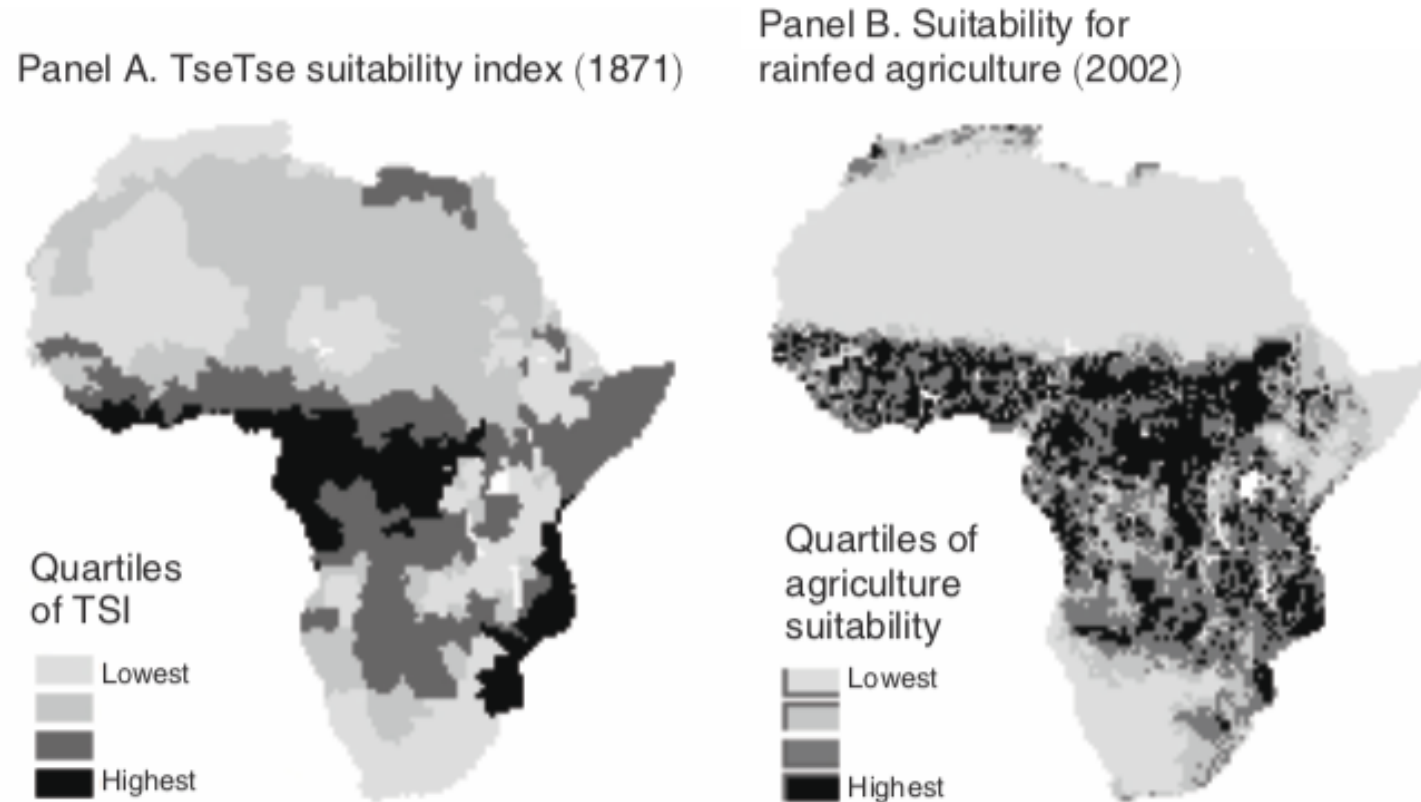 Panel A. TseTse suitability index (1871)
Quartiles
of TSI
Lowest
Highest
Panel B. Suitability for
rainfed agriculture (2002)
Quartiles of
agriculture
suitability
Lowest
Highest